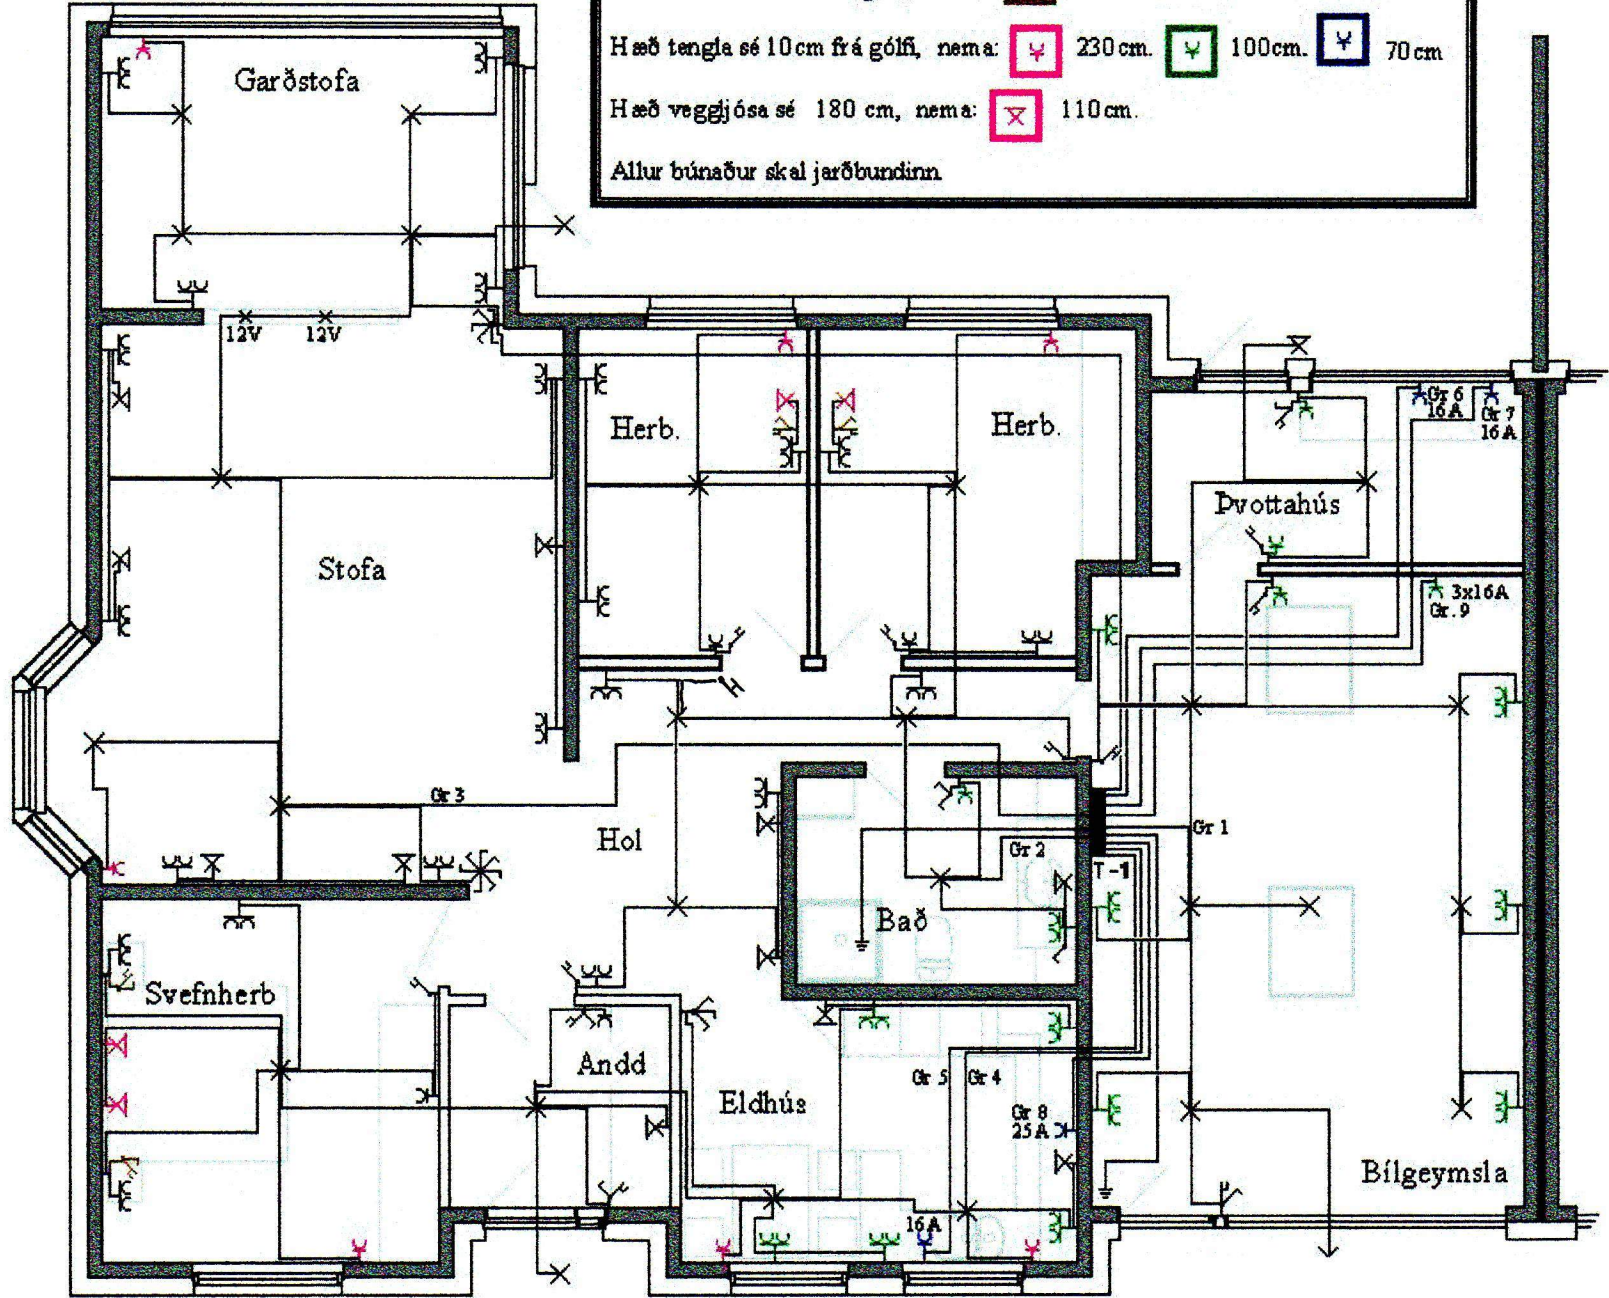 Hæð tengla sé 10cm frá gólfi, nema: 230cm. 100cm. 70cm
Hæð veggljósa sé 180 cm, nema: 110cm.
Allur búnaður skal jarðbundinn
Garðstofa
12V 12V
Herb.
Herb.
Gr 6
16A
Gr 7
16A
Þvottahús
Stofa
3x16A
Gr.9
Gr 3
Hol
Gr 1
Gr 2
T-1
Bað
Svefnherb
Andd
Eldhús
Gr 5
Gr 4
Gr 8
25A
Bílgeymsla
16A